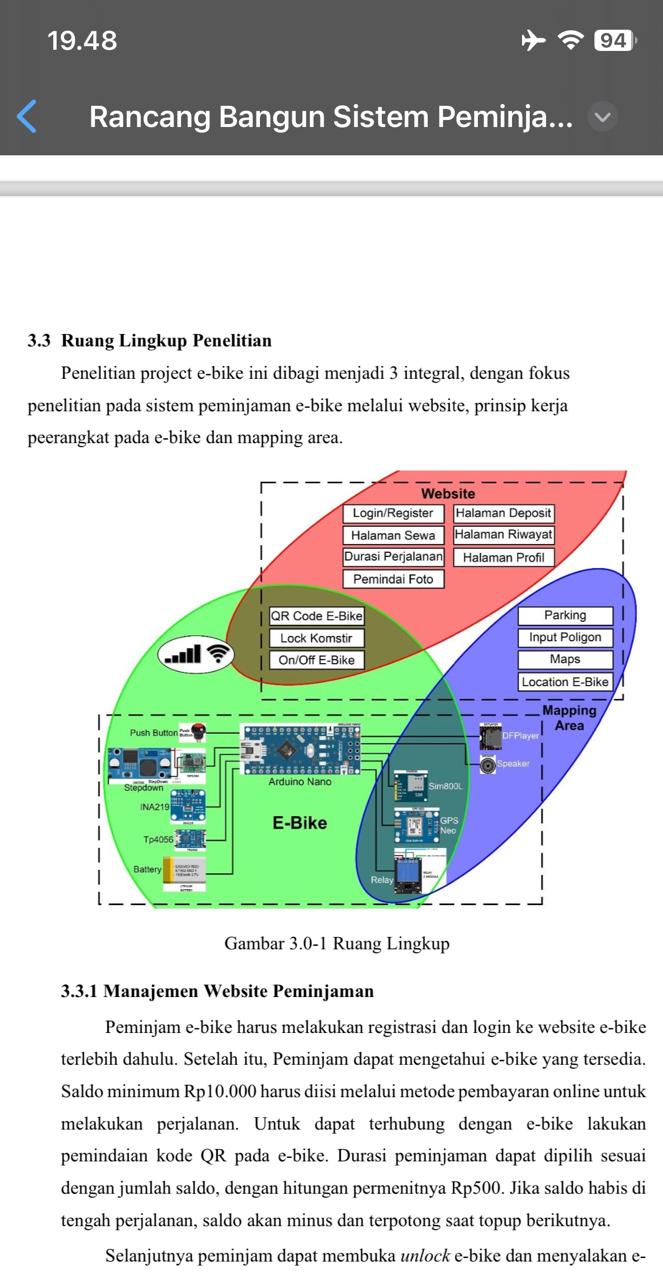 19.48
94
Rancang Bangun Sistem Peminja...
3.3 Ruang Lingkup Penelitian
Penelitian project e-bike ini dibagi menjadi 3 integral, dengan fokus
penelitian pada sistem peminjaman e-bike melalui website, prinsip kerja
peerangkat pada e-bike dan mapping area.
Website
Login/Register
Halaman Deposit
Halaman Sewa
Halaman Riwayat
Durasi Perjalanan
Halaman Profil
Pemindai Foto
QR Code E-Bike
Lock Komstir
On/Off E-Bike
Parking
Input Poligon
Maps
Location E-Bike
Mapping
Area
Push Button
Push
Button
Stepdown
StepDown
INA219
Tp4056
Battery
Arduino Nano
E-Bike
DFPlayer
Speaker
Sim800L
GPS
Neo
Relay
Gambar 3.0-1 Ruang Lingkup
3.3.1 Manajemen Website Peminjaman
Peminjam e-bike harus melakukan registrasi dan login ke website e-bike
terlebih dahulu. Setelah itu, Peminjam dapat mengetahui e-bike yang tersedia.
Saldo minimum Rp10.000 harus diisi melalui metode pembayaran online untuk
melakukan perjalanan. Untuk dapat terhubung dengan e-bike lakukan
pemindaian kode QR pada e-bike. Durasi peminjaman dapat dipilih sesuai
dengan jumlah saldo, dengan hitungan permenitnya Rp500. Jika saldo habis di
tengah perjalanan, saldo akan minus dan terpotong saat topup berikutnya.
Selanjutnya peminjam dapat membuka unlock e-bike dan menyalakan e-